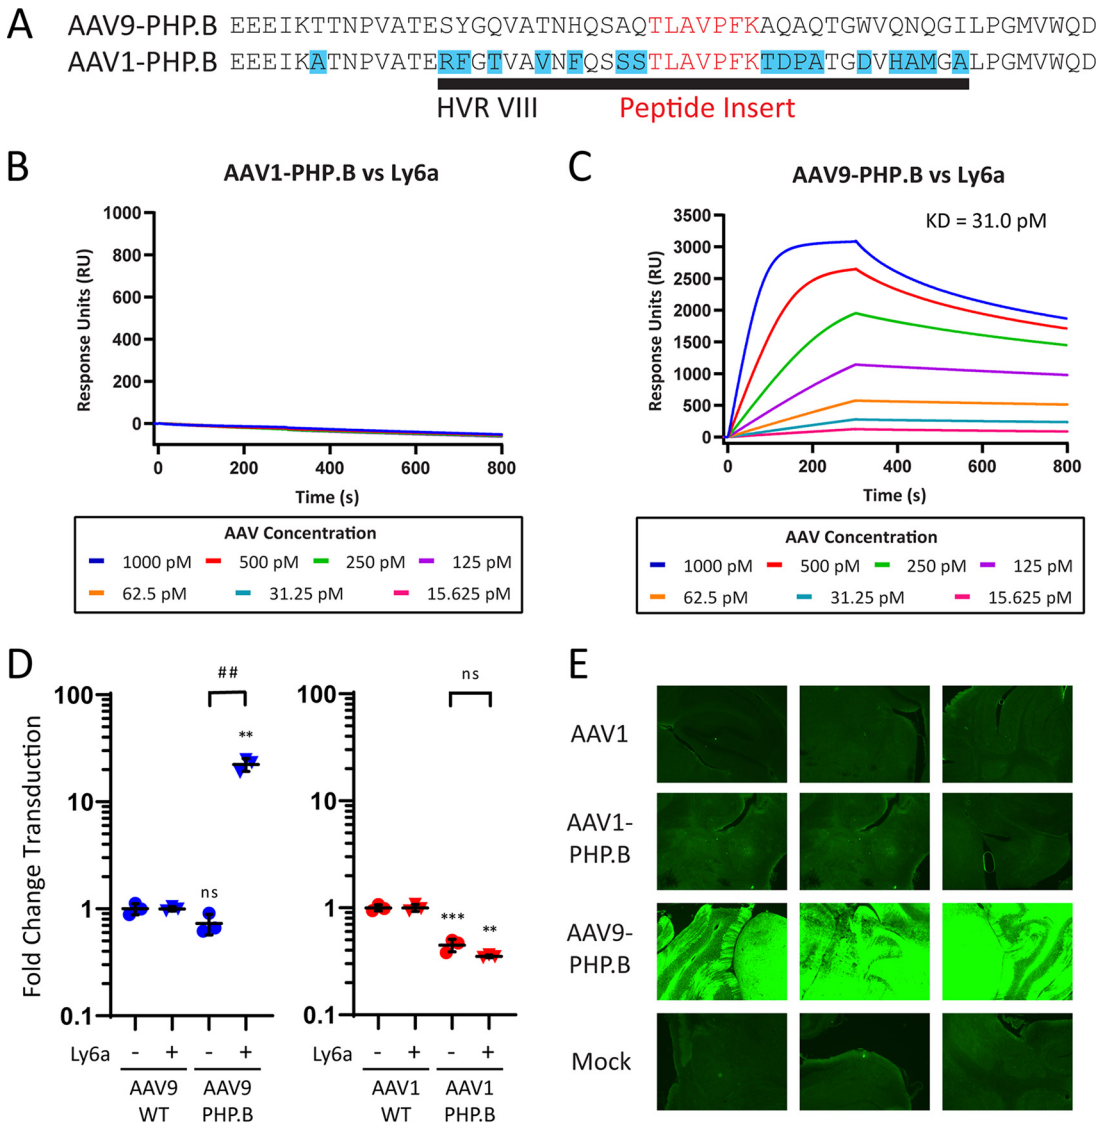 A
AAV9-PHP.B EEEIKTTNPVATESYGQVATNHQSAQTLAVPFKAQAQTGWVQNQGILPGMVWQD
AAV1-PHP.B EEEIKATNPVATERFGTVAVNFQSSSTLAVPFKTDPATGDVHAMGALPGMVWQD
HVR VIII Peptide Insert
B
AAV1-PHP.B vs Ly6a
Response Units (RU)
1000
800
600
400
200
0
0 200 400 600 800
Time (s)
AAV Concentration
1000 pM 500 pM 250 pM 125 pM
62.5 pM 31.25 pM 15.625 pM
C
AAV9-PHP.B vs Ly6a
KD = 31.0 pM
Response Units (RU)
3500
3000
2500
2000
1500
1000
500
0
0 200 400 600 800
Time (s)
AAV Concentration
1000 pM 500 pM 250 pM 125 pM
62.5 pM 31.25 pM 15.625 pM
D
Fold Change Transduction
100
10
1
0.1
##
**
ns
Ly6a - + - +
AAV9 AAV9
WT PHP.B
100
10
1
0.1
ns
***
**
Ly6a - + - +
AAV1 AAV1
WT PHP.B
E
AAV1
AAV1-
PHP.B
AAV9-
PHP.B
Mock